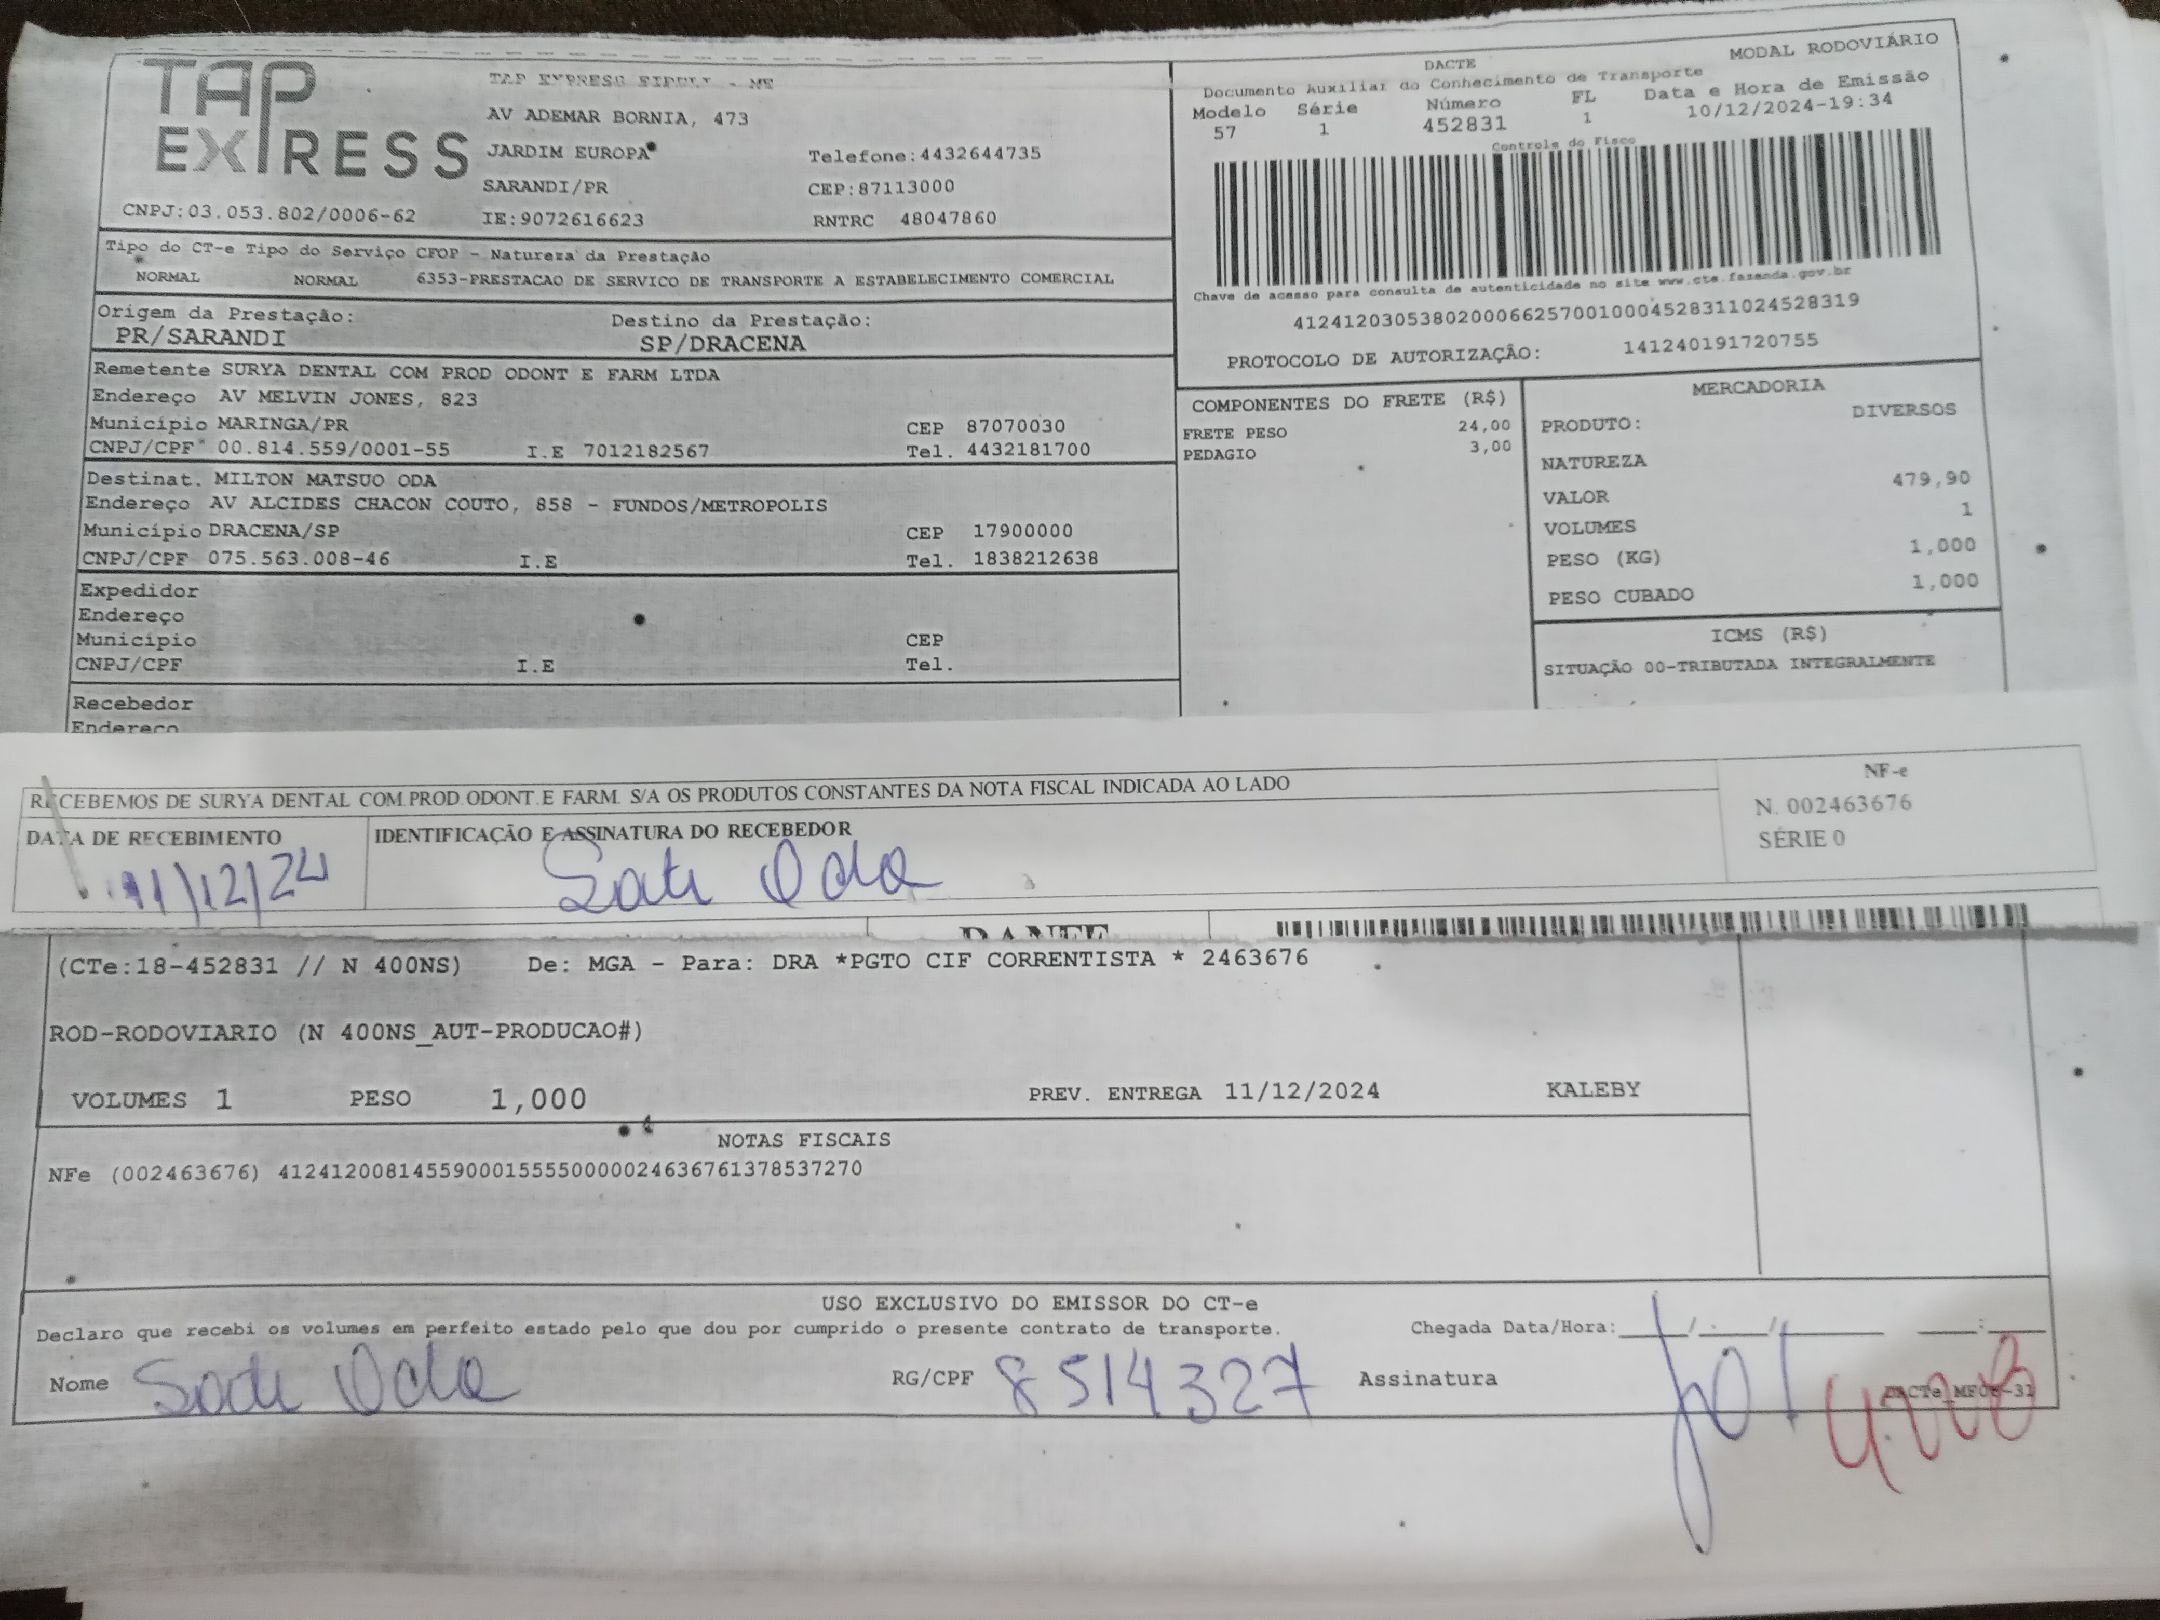 TAP EXPRESS
TAP EXPRESS EIRELI - ME
AV ADEMAR BORNIA, 473
JARDIM EUROPA Telefone:4432644735
SARANDI/PR CEP:87113000
CNPJ:03.053.802/0006-62 IE:9072616623 RNTRC 48047860
DACTE MODAL RODOVIÁRIO
Documento Auxiliar do Conhecimento de Transporte
Modelo Série Número FL Data e Hora de Emissão
57 1 452831 1 10/12/2024-19:34
Controle do Fisco
Chave de acesso para consulta de autenticidade no site www.cte.fazenda.gov.br
41241203053802000662570010004528311024528319
PROTOCOLO DE AUTORIZAÇÃO: 141240191720755
Tipo do CT-e Tipo do Serviço CFOP - Natureza da Prestação
NORMAL NORMAL 6353-PRESTACAO DE SERVICO DE TRANSPORTE A ESTABELECIMENTO COMERCIAL
Origem da Prestação: Destino da Prestação:
PR/SARANDI SP/DRACENA
Remetente SURYA DENTAL COM PROD ODONT E FARM LTDA
Endereço AV MELVIN JONES, 823
Município MARINGA/PR CEP 87070030
CNPJ/CPF 00.814.559/0001-55 I.E 7012182567 Tel. 4432181700
Destinat. MILTON MATSUO ODA
Endereço AV ALCIDES CHACON COUTO, 858 - FUNDOS/METROPOLIS
Município DRACENA/SP CEP 17900000
CNPJ/CPF 075.563.008-46 I.E Tel. 1838212638
Expedidor
Endereço
Município CEP
CNPJ/CPF I.E Tel.
Recebedor
Endereço
COMPONENTES DO FRETE (R$)
FRETE PESO 24,00
PEDAGIO 3,00
MERCADORIA
PRODUTO: DIVERSOS
NATUREZA
VALOR 479,90
VOLUMES 1
PESO (KG) 1,000
PESO CUBADO 1,000
ICMS (R$)
SITUAÇÃO 00-TRIBUTADA INTEGRALMENTE
RECEBEMOS DE SURYA DENTAL COM.PROD.ODONT.E FARM. S/A OS PRODUTOS CONSTANTES DA NOTA FISCAL INDICADA AO LADO
DATA DE RECEBIMENTO IDENTIFICAÇÃO E ASSINATURA DO RECEBEDOR
11/12/24 Sati Oda
NF-e
N. 002463676
SÉRIE 0
DANFE
(CTe:18-452831 // N 400NS) De: MGA - Para: DRA *PGTO CIF CORRENTISTA * 2463676
ROD-RODOVIARIO (N 400NS_AUT-PRODUCAO#)
VOLUMES 1 PESO 1,000 PREV. ENTREGA 11/12/2024 KALEBY
NOTAS FISCAIS
NFe (002463676) 41241200814559000155550000024636761378537270
USO EXCLUSIVO DO EMISSOR DO CT-e
Declaro que recebi os volumes em perfeito estado pelo que dou por cumprido o presente contrato de transporte. Chegada Data/Hora:____/____/______ ___:___
Nome Sati Oda RG/CPF 8514327 Assinatura